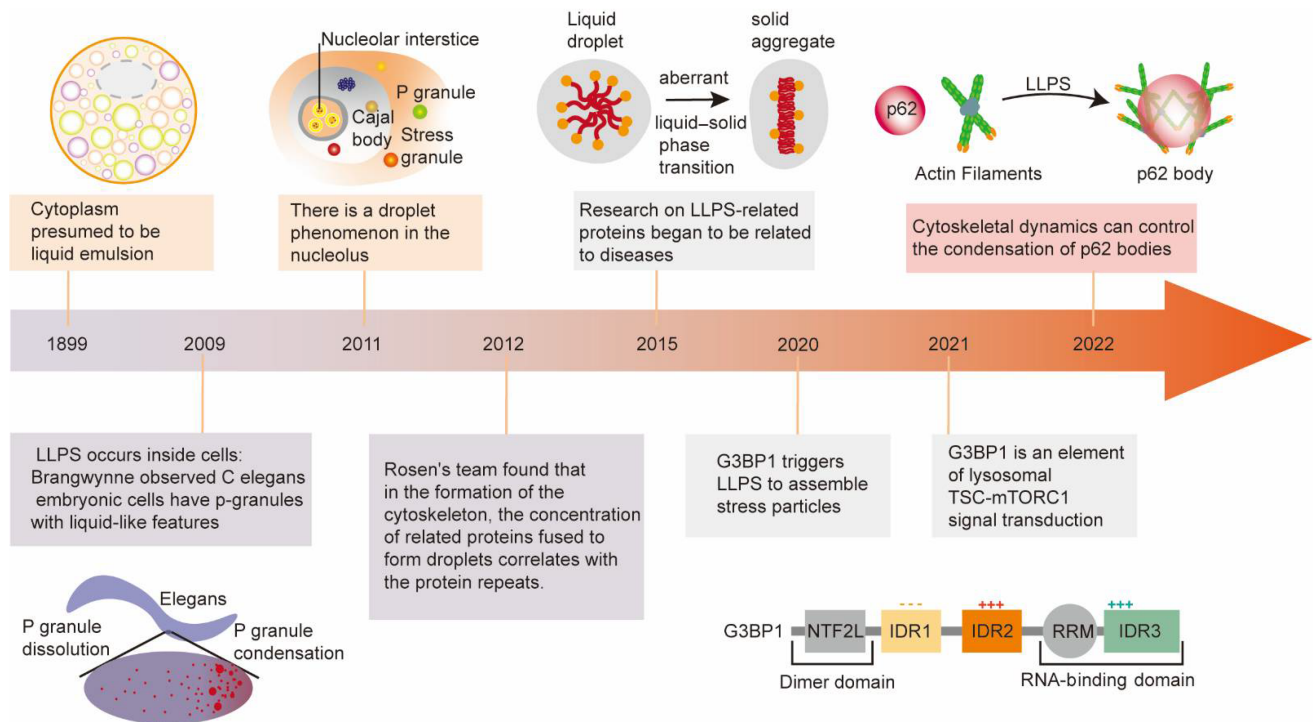 Nucleolar interstice
P granule
Cajal
body
Stress
granule
Liquid
droplet
aberrant
liquid–solid
phase
transition
solid
aggregate
p62
LLPS
Actin Filaments
p62 body
Cytoplasm
presumed to be
liquid emulsion
There is a droplet
phenomenon in the
nucleolus
Research on LLPS-related
proteins began to be related
to diseases
Cytoskeletal dynamics can control
the condensation of p62 bodies
1899
2009
2011
2012
2015
2020
2021
2022
LLPS occurs inside cells:
Brangwynne observed C elegans
embryonic cells have p-granules
with liquid-like features
Rosen's team found that
in the formation of the
cytoskeleton, the concentration
of related proteins fused to
form droplets correlates with
the protein repeats.
G3BP1 triggers
LLPS to assemble
stress particles
G3BP1 is an element
of lysosomal
TSC-mTORC1
signal transduction
Elegans
P granule
dissolution
P granule
condensation
---
+++
+++
G3BP1
NTF2L
IDR1
IDR2
RRM
IDR3
Dimer domain
RNA-binding domain